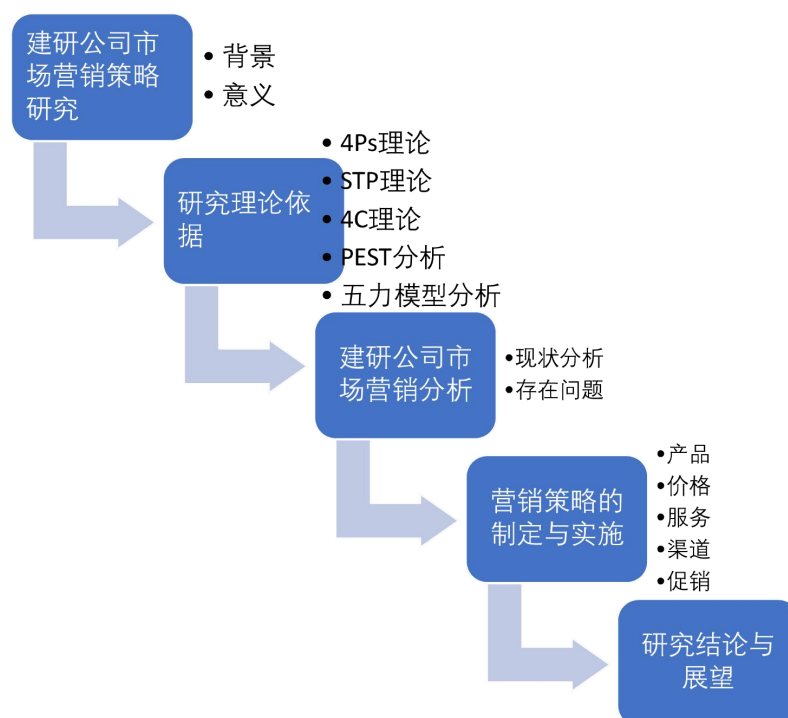 建研公司市
场营销策略
研究
• 背景
• 意义
研究理论依
据
• 4Ps理论
• STP理论
• 4C理论
• PEST分析
• 五力模型分析
建研公司市
场营销分析
•现状分析
•存在问题
营销策略的
制定与实施
•产品
•价格
•服务
•渠道
•促销
研究结论与
展望